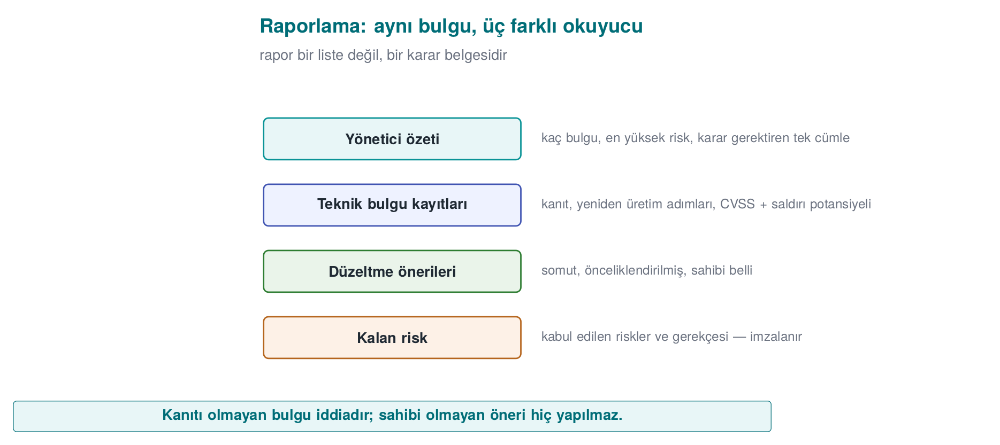 Raporlama: aynı bulgu, üç farklı okuyucu
rapor bir liste değil, bir karar belgesidir
Yönetici özeti
kaç bulgu, en yüksek risk, karar gerektiren tek cümle
Teknik bulgu kayıtları
kanıt, yeniden üretim adımları, CVSS + saldırı potansiyeli
Düzeltme önerileri
somut, önceliklendirilmiş, sahibi belli
Kalan risk
kabul edilen riskler ve gerekçesi — imzalanır
Kanıtı olmayan bulgu iddiadır; sahibi olmayan öneri hiç yapılmaz.